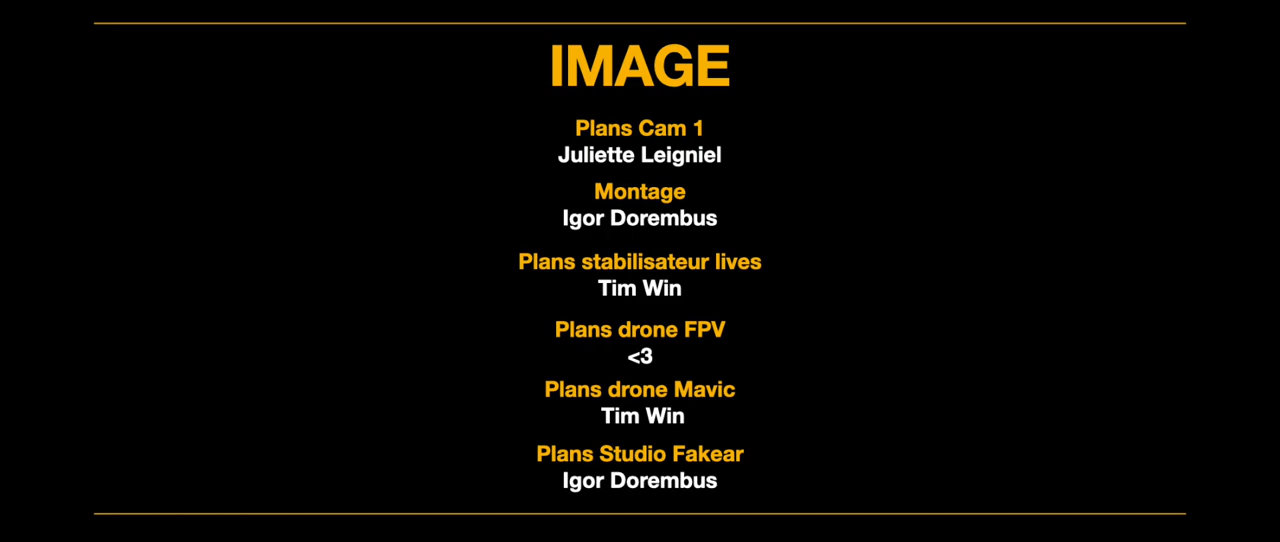 IMAGE
Plans Cam 1
Juliette Leigniel
Montage
Igor Dorembus
Plans stabilisateur lives
Tim Win
Plans drone FPV
<3
Plans drone Mavic
Tim Win
Plans Studio Fakear
Igor Dorembus